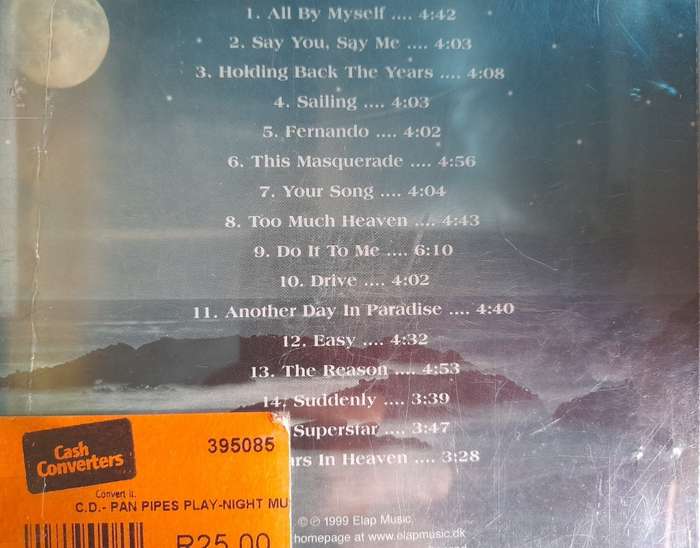 1. All By Myself .... 4:42
2. Say You, Say Me .... 4:03
3. Holding Back The Years .... 4:08
4. Sailing .... 4:03
5. Fernando .... 4:02
6. This Masquerade .... 4:56
7. Your Song .... 4:04
8. Too Much Heaven .... 4:43
9. Do It To Me .... 6:10
10. Drive .... 4:02
11. Another Day In Paradise .... 4:40
12. Easy .... 4:32
13. The Reason .... 4:53
14. Suddenly .... 3:39
Superstar .... 3:47
ars In Heaven .... 3:28
© ℗ 1999 Elap Music
homepage at www.elapmusic.dk
Cash
Converters
395085
Convert it.
C.D.- PAN PIPES PLAY-NIGHT MU
R25.00